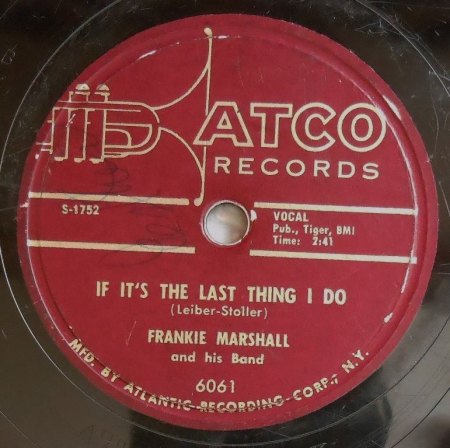 ATCO
RECORDS
S-1752
VOCAL
Pub., Tiger, BMI
Time: 2:41
IF IT'S THE LAST THING I DO
(Leiber-Stoller)
FRANKIE MARSHALL
and his Band
6061
MFD. BY ATLANTIC RECORDING CORP., N.Y.